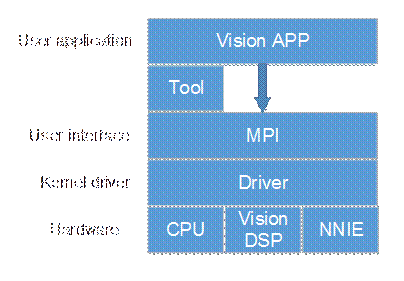 User application
Vision APP
Tool
User interface
MPI
Kernel driver
Driver
Hardware
CPU
Vision
DSP
NNIE